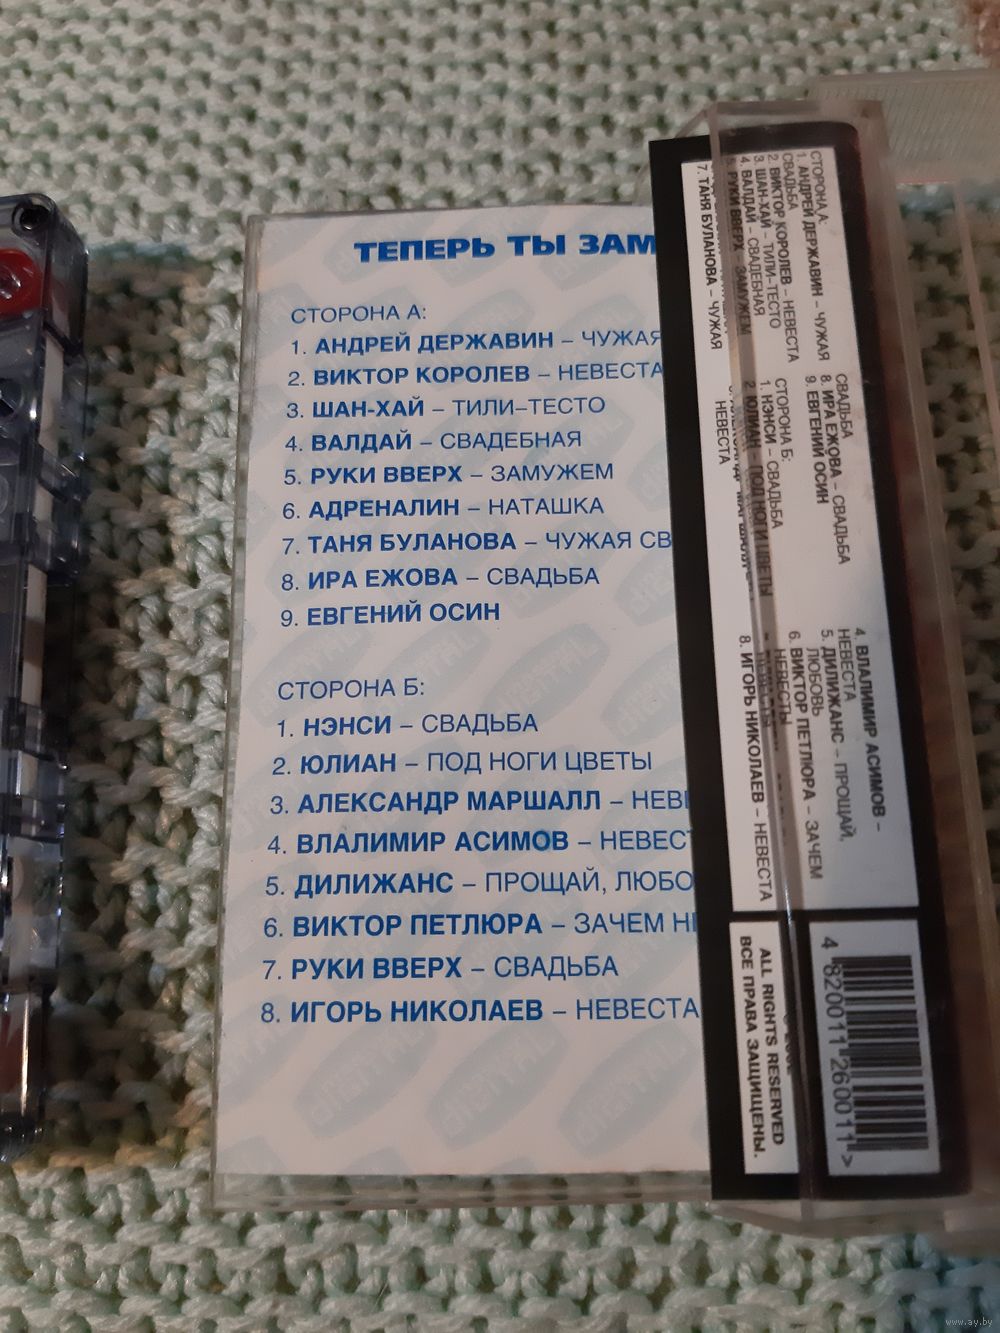 ТЕПЕРЬ ТЫ ЗАМ
СТОРОНА А:
1. АНДРЕЙ ДЕРЖАВИН – ЧУЖАЯ
2. ВИКТОР КОРОЛЕВ – НЕВЕСТА
3. ШАН-ХАЙ – ТИЛИ–ТЕСТО
4. ВАЛДАЙ – СВАДЕБНАЯ
5. РУКИ ВВЕРХ – ЗАМУЖЕМ
6. АДРЕНАЛИН – НАТАШКА
7. ТАНЯ БУЛАНОВА – ЧУЖАЯ СВ
8. ИРА ЕЖОВА – СВАДЬБА
9. ЕВГЕНИЙ ОСИН
СТОРОНА Б:
1. НЭНСИ – СВАДЬБА
2. ЮЛИАН – ПОД НОГИ ЦВЕТЫ
3. АЛЕКСАНДР МАРШАЛЛ – НЕВ
4. ВЛАЛИМИР АСИМОВ – НЕВЕСТ
5. ДИЛИЖАНС – ПРОЩАЙ, ЛЮБО
6. ВИКТОР ПЕТЛЮРА – ЗАЧЕМ Н
7. РУКИ ВВЕРХ – СВАДЬБА
8. ИГОРЬ НИКОЛАЕВ – НЕВЕСТА
СТОРОНА А:
1. АНДРЕЙ ДЕРЖАВИН – ЧУЖАЯ
СВАДЬБА
2. ВИКТОР КОРОЛЕВ – НЕВЕСТА
3. ШАН-ХАЙ – ТИЛИ–ТЕСТО
4. ВАЛДАЙ – СВАДЕБНАЯ
5. РУКИ ВВЕРХ – ЗАМУЖЕМ
7. ТАНЯ БУЛАНОВА – ЧУЖАЯ
СВАДЬБА
8. ИРА ЕЖОВА – СВАДЬБА
9. ЕВГЕНИЙ ОСИН
СТОРОНА Б:
1. НЭНСИ – СВАДЬБА
2. ЮЛИАН – ПОД НОГИ ЦВЕТЫ
НЕВЕСТА
4. ВЛАЛИМИР АСИМОВ –
НЕВЕСТА
5. ДИЛИЖАНС – ПРОЩАЙ,
ЛЮБОВЬ
6. ВИКТОР ПЕТЛЮРА – ЗАЧЕМ
НЕВЕСТЫ
8. ИГОРЬ НИКОЛАЕВ – НЕВЕСТА
ALL RIGHTS RESERVED
ВСЕ ПРАВА ЗАЩИЩЕНЫ.
4 820011 260011 >
www.ay.by